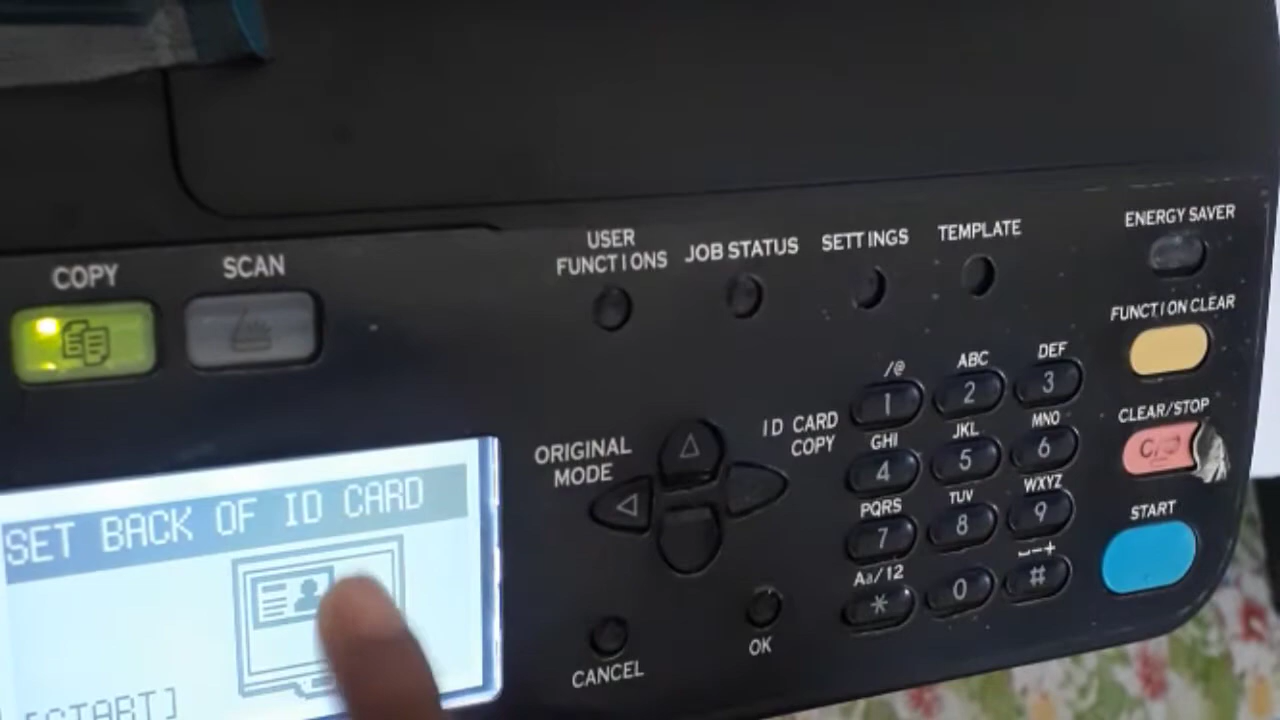 USER
FUNCTIONS
JOB STATUS
SETTINGS
TEMPLATE
ENERGY SAVER
COPY
SCAN
FUNCTION CLEAR
/@
ABC
DEF
1
2
3
ID CARD
COPY
CLEAR/STOP
ORIGINAL
MODE
GHI
JKL
MNO
4
5
6
C/
SET BACK OF ID CARD
PQRS
TUV
WXYZ
7
8
9
START
Aa/12
*
0
#
CANCEL
OK
[START]